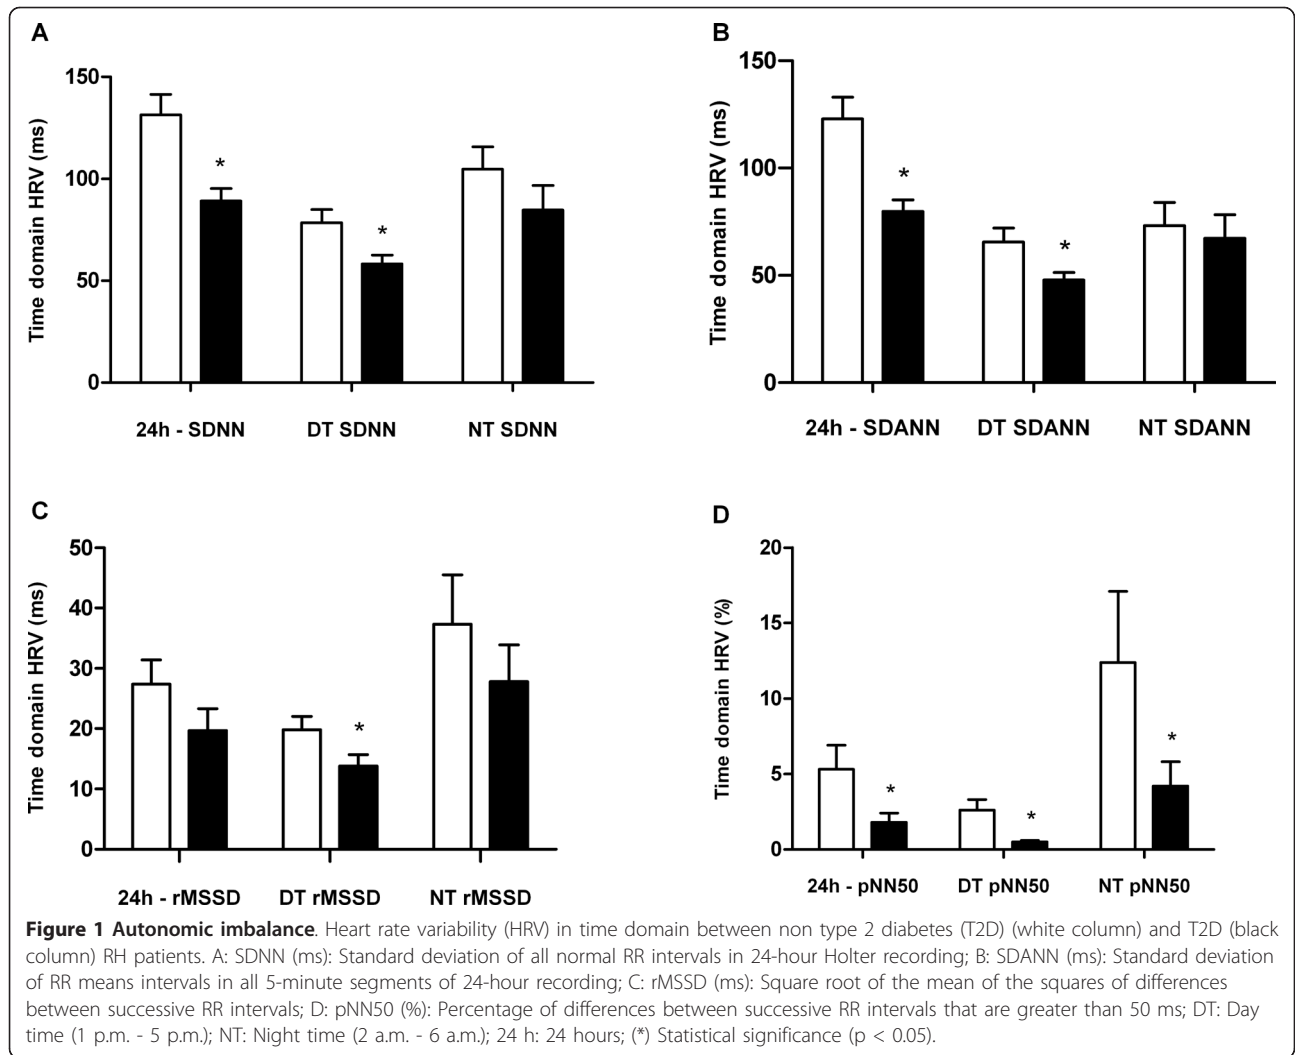 A
Time domain HRV (ms)
150
100
50
0
*
*
24h - SDNN DT SDNN NT SDNN
B
Time domain HRV (ms)
150
100
50
0
*
*
24h - SDANN DT SDANN NT SDANN
C
Time domain HRV (ms)
50
40
30
20
10
0
*
24h - rMSSD DT rMSSD NT rMSSD
D
Time domain HRV (%)
20
15
10
5
0
*
*
*
24h - pNN50 DT pNN50 NT pNN50
Figure 1 Autonomic imbalance. Heart rate variability (HRV) in time domain between non type 2 diabetes (T2D) (white column) and T2D (black
column) RH patients. A: SDNN (ms): Standard deviation of all normal RR intervals in 24-hour Holter recording; B: SDANN (ms): Standard deviation
of RR means intervals in all 5-minute segments of 24-hour recording; C: rMSSD (ms): Square root of the mean of the squares of differences
between successive RR intervals; D: pNN50 (%): Percentage of differences between successive RR intervals that are greater than 50 ms; DT: Day
time (1 p.m. - 5 p.m.); NT: Night time (2 a.m. - 6 a.m.); 24 h: 24 hours; (*) Statistical significance (p < 0.05).